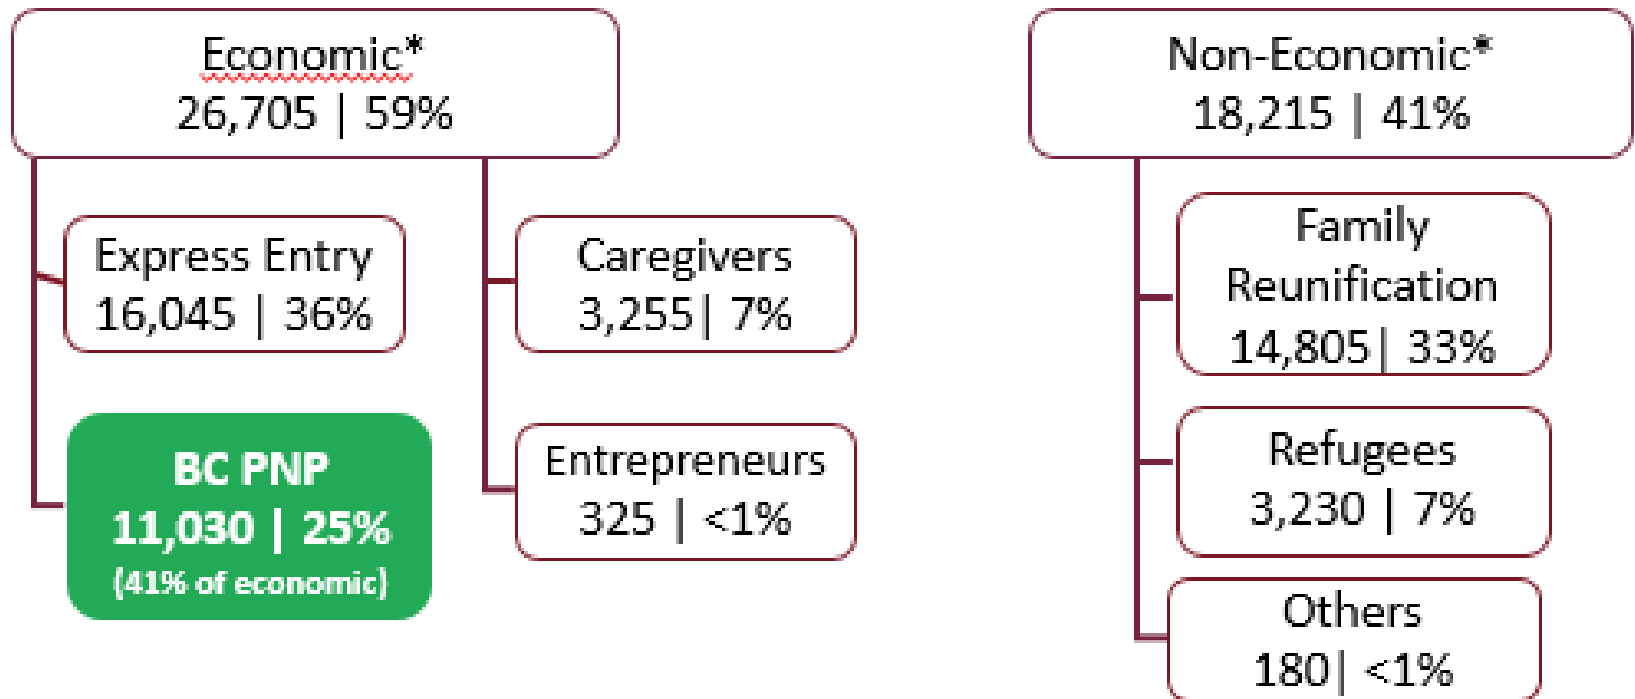 Economic*
26,705 | 59%
Express Entry
16,045 | 36%
BC PNP
11,030 | 25%
(41% of economic)
Caregivers
3,255| 7%
Entrepreneurs
325 | <1%
Non-Economic*
18,215 | 41%
Family
Reunification
14,805| 33%
Refugees
3,230 | 7%
Others
180| <1%